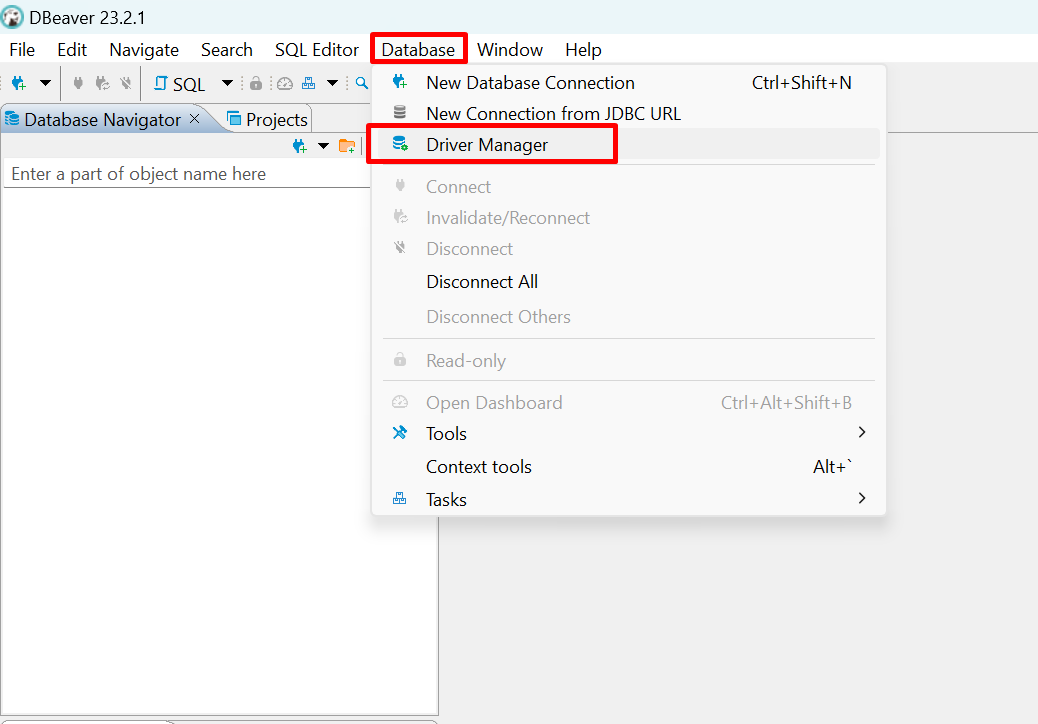 DBeaver 23.2.1
File Edit Navigate Search SQL Editor Database Window Help
SQL
Database Navigator Projects
Enter a part of object name here
New Database Connection Ctrl+Shift+N
New Connection from JDBC URL
Driver Manager
Connect
Invalidate/Reconnect
Disconnect
Disconnect All
Disconnect Others
Read-only
Open Dashboard Ctrl+Alt+Shift+B
Tools
Context tools Alt+`
Tasks